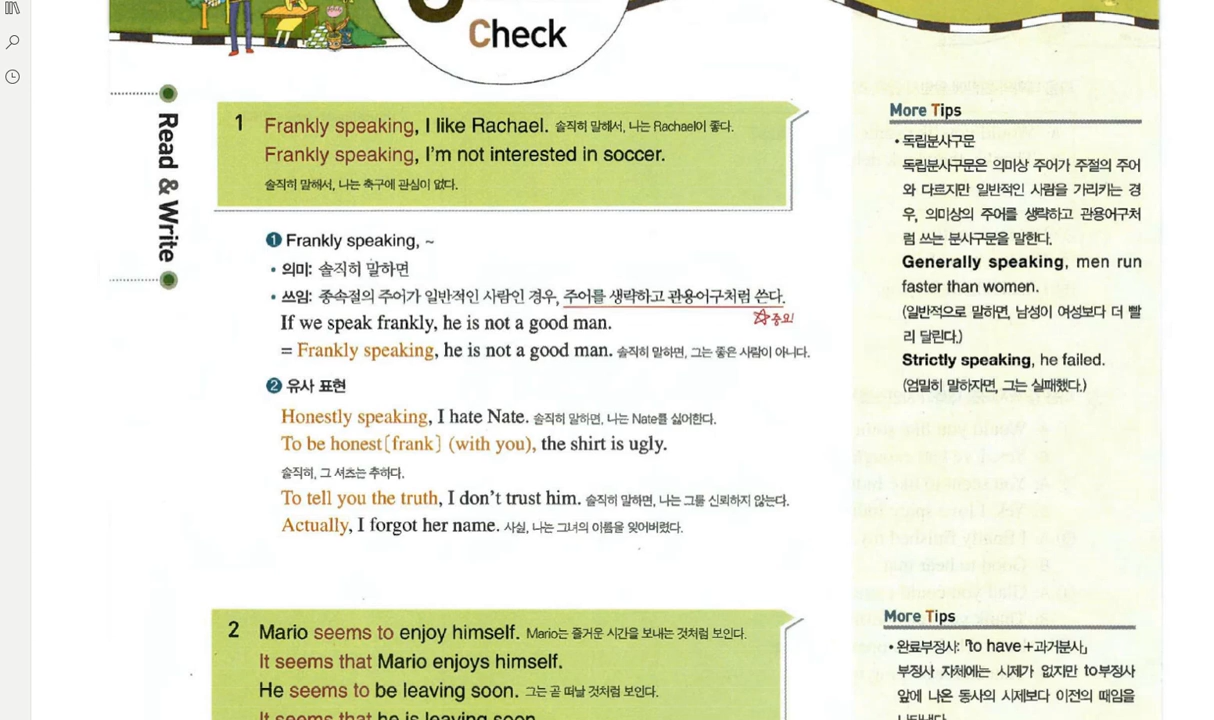 Check
Read & Write
1 Frankly speaking, I like Rachael. 솔직히 말해서, 나는 Rachael이 좋다.
Frankly speaking, I'm not interested in soccer.
솔직히 말해서, 나는 축구에 관심이 없다.
❶ Frankly speaking, ~
• 의미: 솔직히 말하면
• 쓰임: 종속절의 주어가 일반적인 사람인 경우, 주어를 생략하고 관용어구처럼 쓴다.
☆중요!
If we speak frankly, he is not a good man.
= Frankly speaking, he is not a good man. 솔직히 말하면, 그는 좋은 사람이 아니다.
❷ 유사 표현
Honestly speaking, I hate Nate. 솔직히 말하면, 나는 Nate를 싫어한다.
To be honest[frank] (with you), the shirt is ugly.
솔직히, 그 셔츠는 추하다.
To tell you the truth, I don't trust him. 솔직히 말하면, 나는 그를 신뢰하지 않는다.
Actually, I forgot her name. 사실, 나는 그녀의 이름을 잊어버렸다.
More Tips
• 독립분사구문
독립분사구문은 의미상 주어가 주절의 주어
와 다르지만 일반적인 사람을 가리키는 경
우, 의미상의 주어를 생략하고 관용어구처
럼 쓰는 분사구문을 말한다.
Generally speaking, men run
faster than women.
(일반적으로 말하면, 남성이 여성보다 더 빨
리 달린다.)
Strictly speaking, he failed.
(엄밀히 말하자면, 그는 실패했다.)
2 Mario seems to enjoy himself. Mario는 즐거운 시간을 보내는 것처럼 보인다.
It seems that Mario enjoys himself.
He seems to be leaving soon. 그는 곧 떠날 것처럼 보인다.
It seems that he is leaving soon.
More Tips
• 완료부정사: 「to have+과거분사」
부정사 자체에는 시제가 없지만 to부정사
앞에 나온 동사의 시제보다 이전의 때임을
나타낸다.